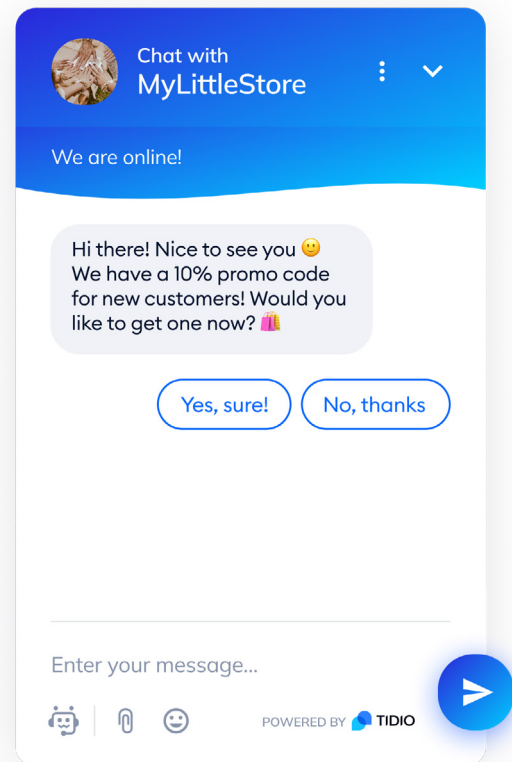 Chat with
MyLittleStore
We are online!
Hi there! Nice to see you 🙂
We have a 10% promo code
for new customers! Would you
like to get one now? 🛍️
Yes, sure!
No, thanks
Enter your message...
POWERED BY TIDIO